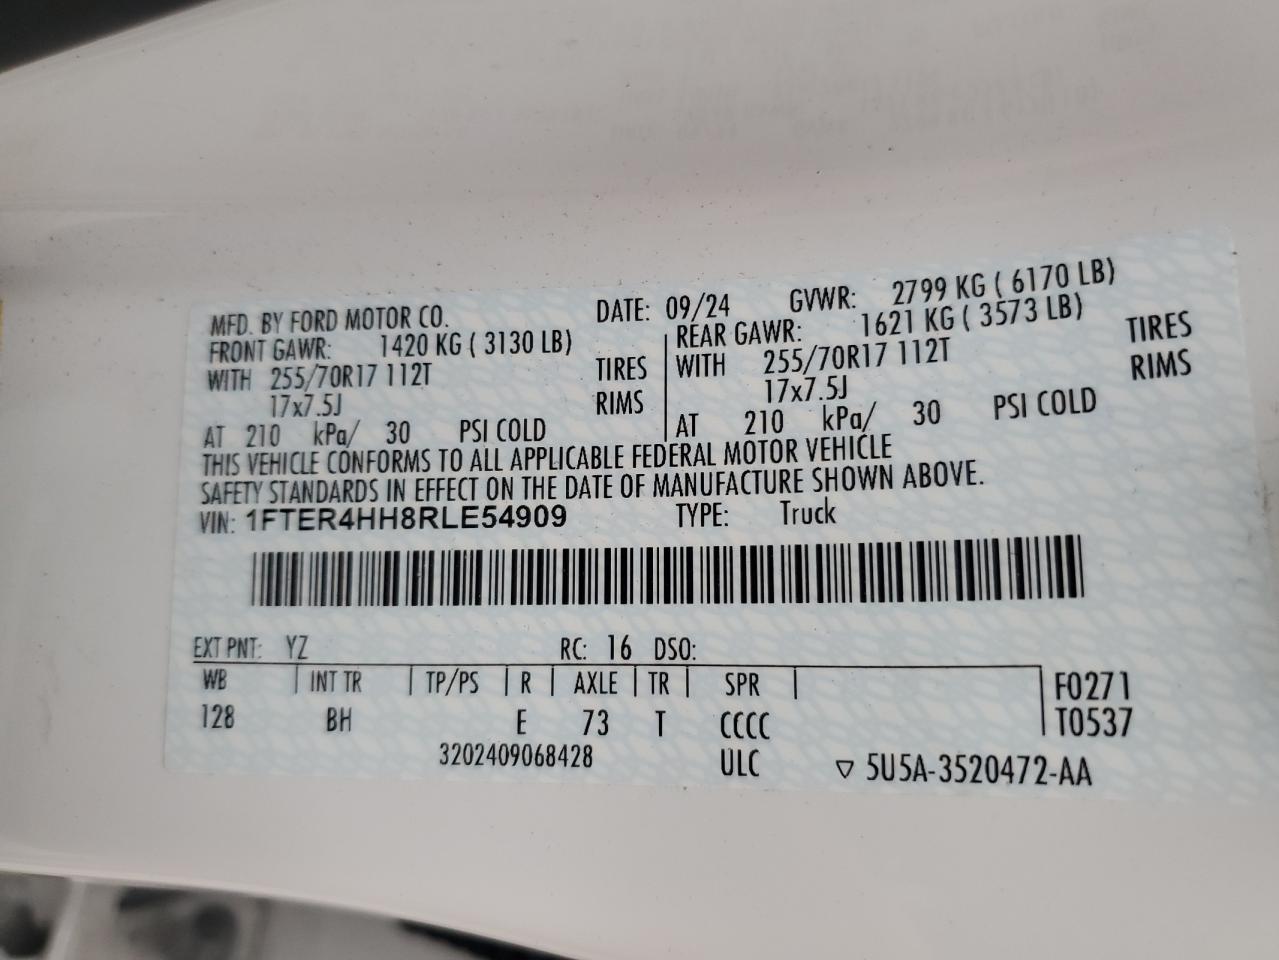 MFD. BY FORD MOTOR CO. DATE: 09/24 GVWR: 2799 KG ( 6170 LB)
FRONT GAWR: 1420 KG ( 3130 LB) REAR GAWR: 1621 KG ( 3573 LB)
WITH 255/70R17 112T TIRES WITH 255/70R17 112T TIRES
17x7.5J RIMS 17x7.5J RIMS
AT 210 kPa/ 30 PSI COLD AT 210 kPa/ 30 PSI COLD
THIS VEHICLE CONFORMS TO ALL APPLICABLE FEDERAL MOTOR VEHICLE
SAFETY STANDARDS IN EFFECT ON THE DATE OF MANUFACTURE SHOWN ABOVE.
VIN: 1FTER4HH8RLE54909 TYPE: Truck
EXT PNT: YZ RC: 16 DSO:
WB INT TR TP/PS R AXLE TR SPR F0271
128 BH E 73 T CCCC T0537
3202409068428 ULC ▽ 5U5A-3520472-AA